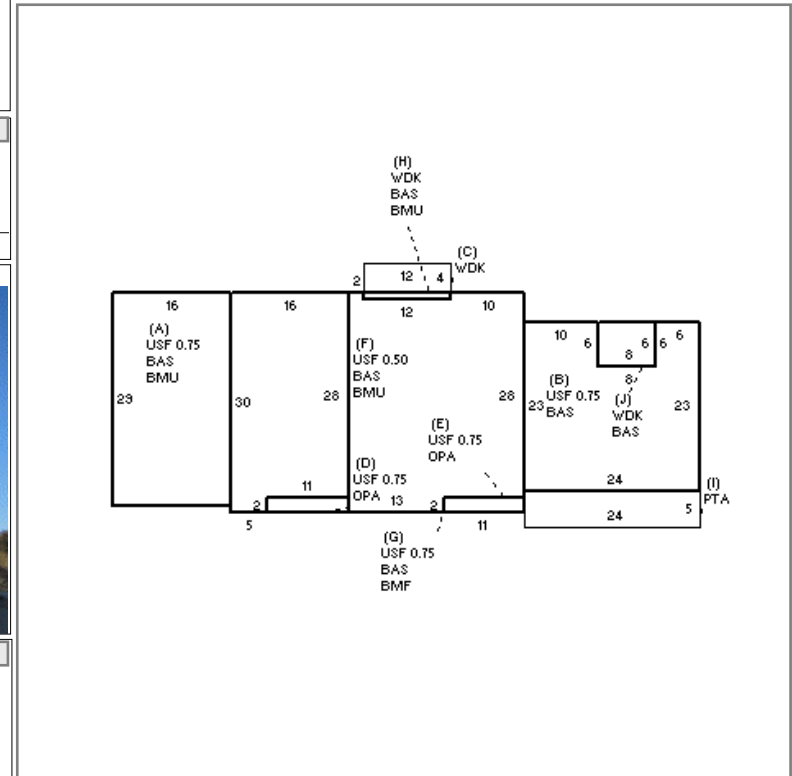 (H)
WDK
BAS
BMU
(C)
WDK
2
12
4
16
16
12
10
(A)
USF 0.75
BAS
BMU
(F)
USF 0.50
BAS
BMU
10
6
6
6
6
8
8
(B)
USF 0.75
BAS
(J)
WDK
BAS
29
30
28
28
23
23
(E)
USF 0.75
OPA
(D)
USF 0.75
OPA
11
2
13
2
5
11
24
(I)
PTA
5
24
(G)
USF 0.75
BAS
BMF